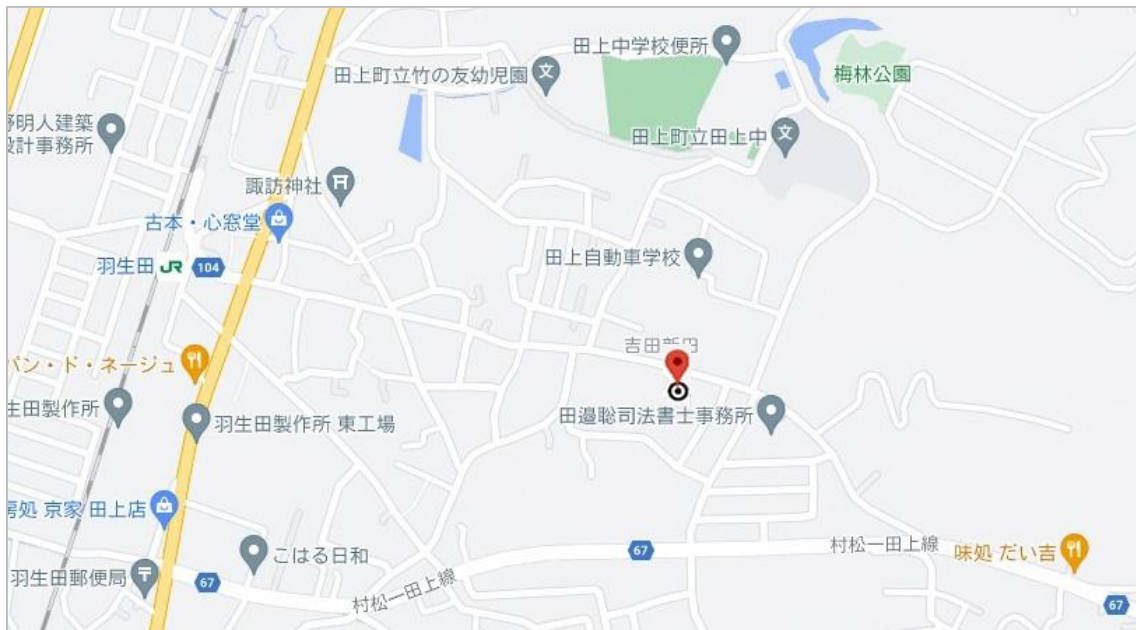 田上中学校便所
田上町立竹の友幼児園
文
梅林公園
野明人建築
設計事務所
田上町立田上中
文
諏訪神社
古本・心窓堂
羽生田
JR
104
田上自動車学校
吉田新田
パン・ド・ネージュ
生田製作所
羽生田製作所 東工場
田邉聡司法書士事務所
房処 京家 田上店
こはる日和
67
村松一田上線
味処 だい吉
羽生田郵便局
67
村松一田上線
67